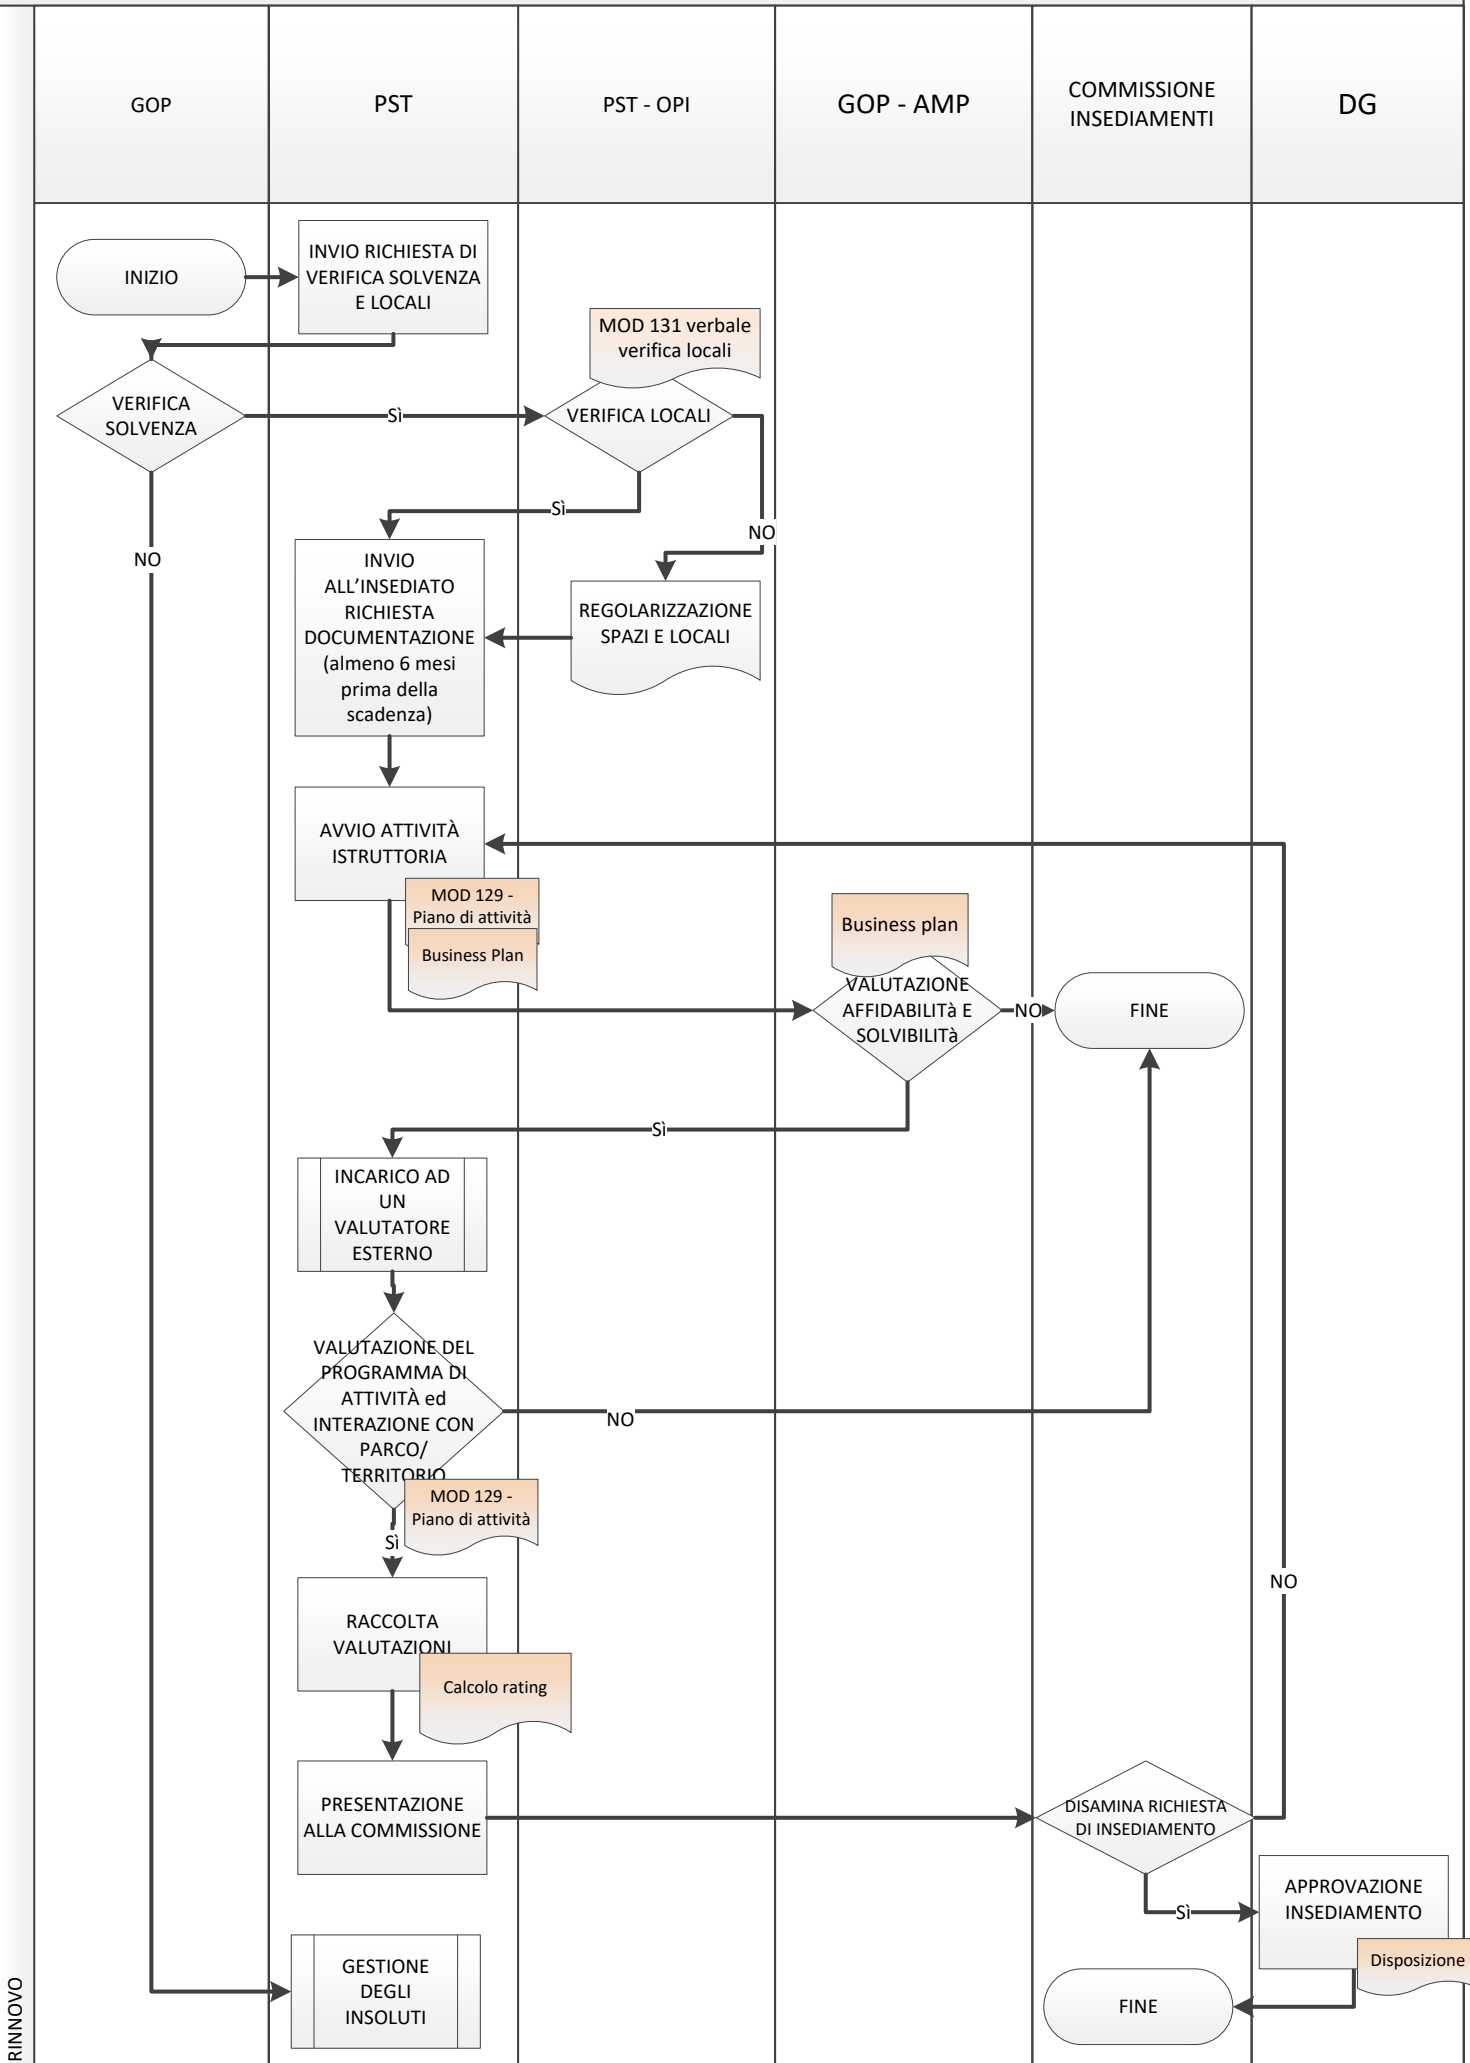 GOP
PST
PST - OPI
GOP - AMP
COMMISSIONE
INSEDIAMENTI
DG
INIZIO
INVIO RICHIESTA DI
VERIFICA SOLVENZA
E LOCALI
MOD 131 verbale
verifica locali
VERIFICA
SOLVENZA
Sì
VERIFICA LOCALI
Sì
NO
NO
INVIO
ALL’INSEDIATO
RICHIESTA
DOCUMENTAZIONE
(almeno 6 mesi
prima della
scadenza)
REGOLARIZZAZIONE
SPAZI E LOCALI
AVVIO ATTIVITÀ
ISTRUTTORIA
MOD 129 -
Piano di attività
Business Plan
Business plan
VALUTAZIONE
AFFIDABILITà E
SOLVIBILITà
NO
FINE
Sì
INCARICO AD
UN
VALUTATORE
ESTERNO
VALUTAZIONE DEL
PROGRAMMA DI
ATTIVITÀ ed
INTERAZIONE CON
PARCO/
TERRITORIO
NO
MOD 129 -
Piano di attività
Sì
NO
RACCOLTA
VALUTAZIONI
Calcolo rating
PRESENTAZIONE
ALLA COMMISSIONE
DISAMINA RICHIESTA
DI INSEDIAMENTO
Sì
APPROVAZIONE
INSEDIAMENTO
Disposizione
GESTIONE
DEGLI
INSOLUTI
FINE
RINNOVO